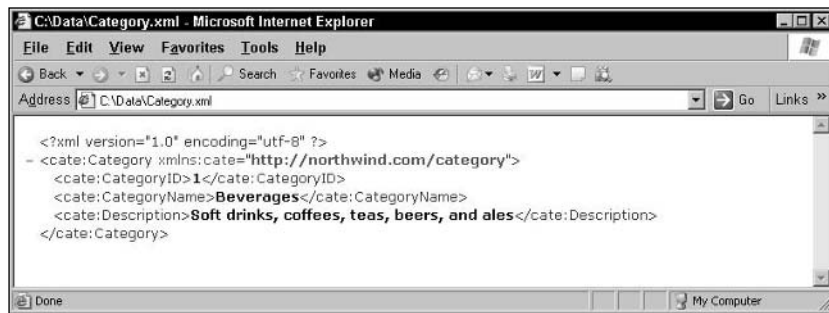 C:\Data\Category.xml - Microsoft Internet Explorer
File Edit View Favorites Tools Help
Back Search Favorites Media
Address C:\Data\Category.xml Go Links »
<?xml version="1.0" encoding="utf-8" ?>
- <cate:Category xmlns:cate="http://northwind.com/category">
<cate:CategoryID>1</cate:CategoryID>
<cate:CategoryName>Beverages</cate:CategoryName>
<cate:Description>Soft drinks, coffees, teas, beers, and ales</cate:Description>
</cate:Category>
Done My Computer